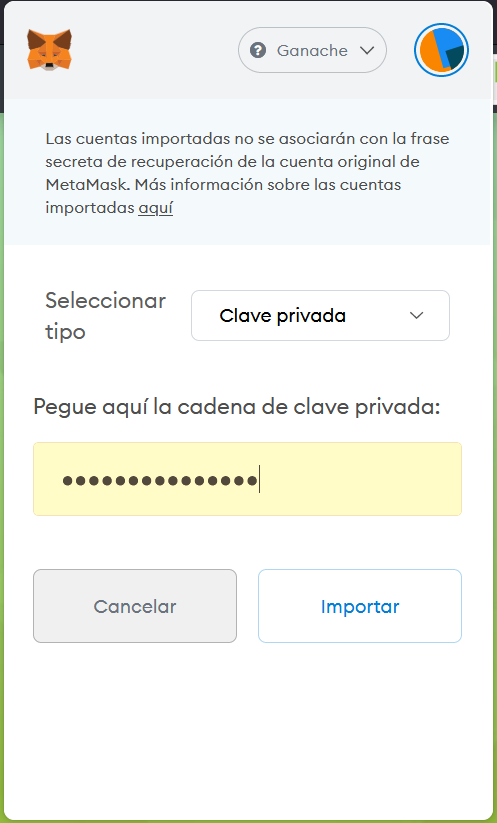 Ganache
Las cuentas importadas no se asociarán con la frase
secreta de recuperación de la cuenta original de
MetaMask. Más información sobre las cuentas
importadas aquí
Seleccionar
tipo
Clave privada
Pegue aquí la cadena de clave privada:
•••••••••••••••
Cancelar
Importar